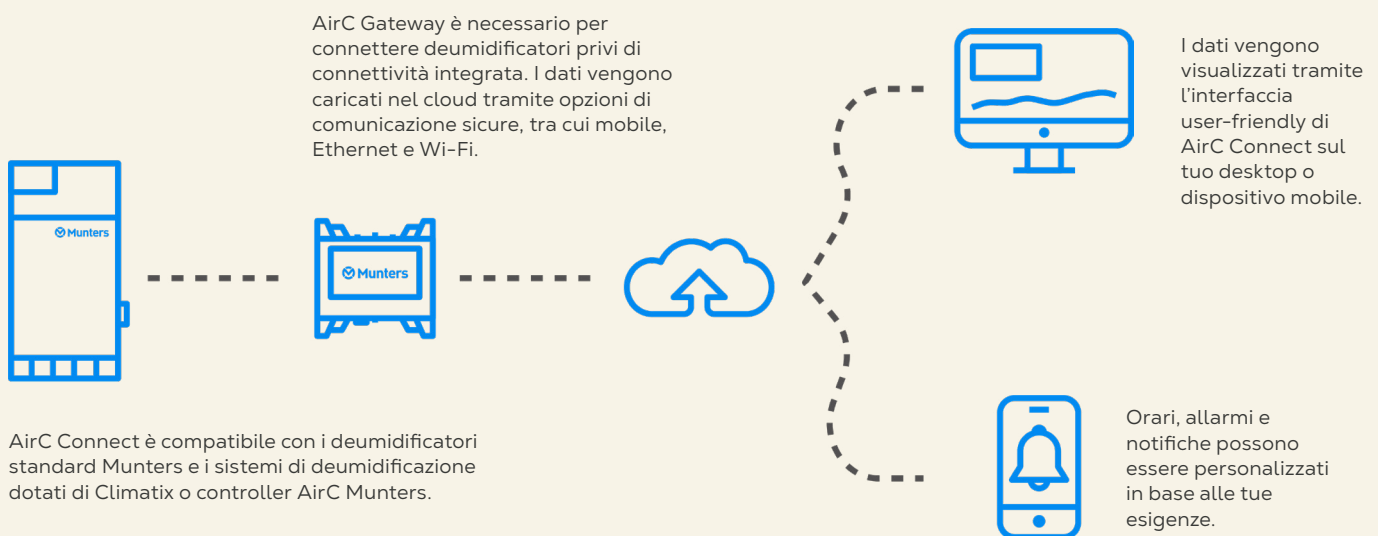 AirC Gateway è necessario per
connettere deumidificatori privi di
connettività integrata. I dati vengono
caricati nel cloud tramite opzioni di
comunicazione sicure, tra cui mobile,
Ethernet e Wi-Fi.
I dati vengono
visualizzati tramite
l'interfaccia
user-friendly di
AirC Connect sul
tuo desktop o
dispositivo mobile.
Munters
Munters
AirC Connect è compatibile con i deumidificatori
standard Munters e i sistemi di deumidificazione
dotati di Climatix o controller AirC Munters.
Orari, allarmi e
notifiche possono
essere personalizzati
in base alle tue
esigenze.